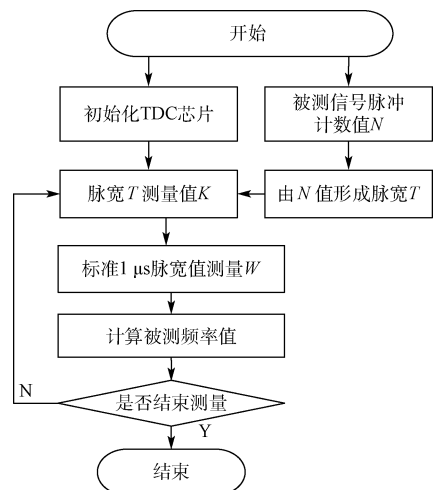 开始
初始化TDC芯片
被测信号脉冲
计数值N
脉宽T测量值K
由N值形成脉宽T
标准1 μs脉宽值测量W
计算被测频率值
N
是否结束测量
Y
结束